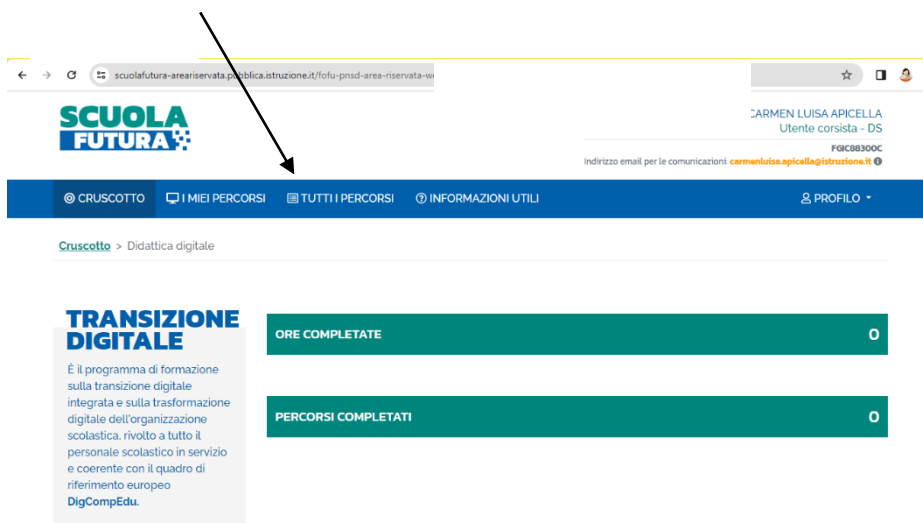 scuolafutura-areariservata.pubblica.istruzione.it/fofu-pnsd-area-riservata-w
SCUOLA
FUTURA
CARMEN LUISA APICELLA
Utente corsista - DS
FGIC88300C
Indirizzo email per le comunicazioni: carmenluisa.apicella@istruzione.it
CRUSCOTTO I MIEI PERCORSI TUTTI I PERCORSI INFORMAZIONI UTILI PROFILO
Cruscotto > Didattica digitale
TRANSIZIONE
DIGITALE
È il programma di formazione
sulla transizione digitale
integrata e sulla trasformazione
digitale dell'organizzazione
scolastica, rivolto a tutto il
personale scolastico in servizio
e coerente con il quadro di
riferimento europeo
DigCompEdu.
ORE COMPLETATE 0
PERCORSI COMPLETATI 0